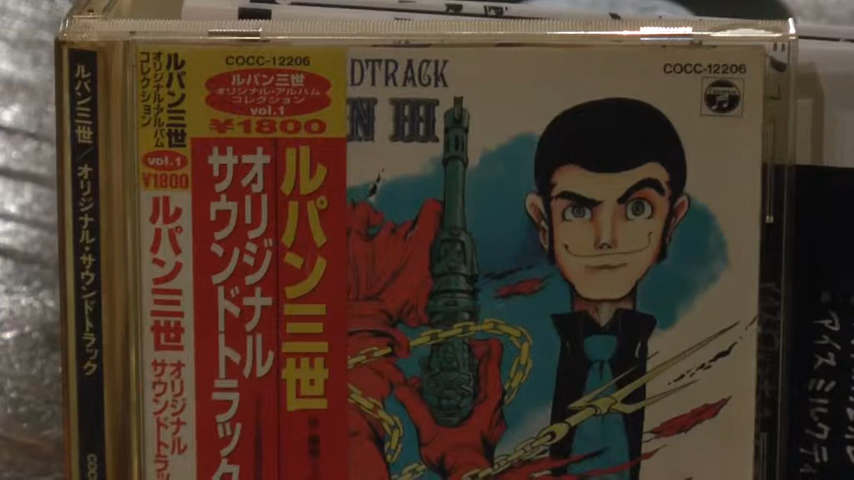 ルパン三世／オリジナル・サウンドトラック
ルパン三世
オリジナル・アルバム
コレクション
vol.1
¥1800
ルパン三世
オリジナル
サウンドトラッ
COCC-12206
ルパン三世
オリジナル・アルバム
コレクション
vol.1
¥1800
ルパン三世
オリジナル
サウンドトラック
DTRACK
N III
COCC-12206
アイスミルクティ